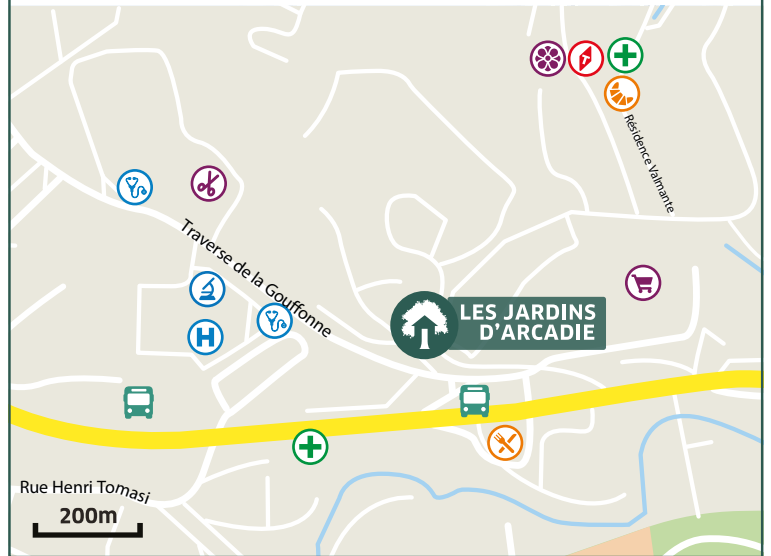 Résidence Valmante
Traverse de la Gouffonne
LES JARDINS
D'ARCADIE
H
Rue Henri Tomasi
200m